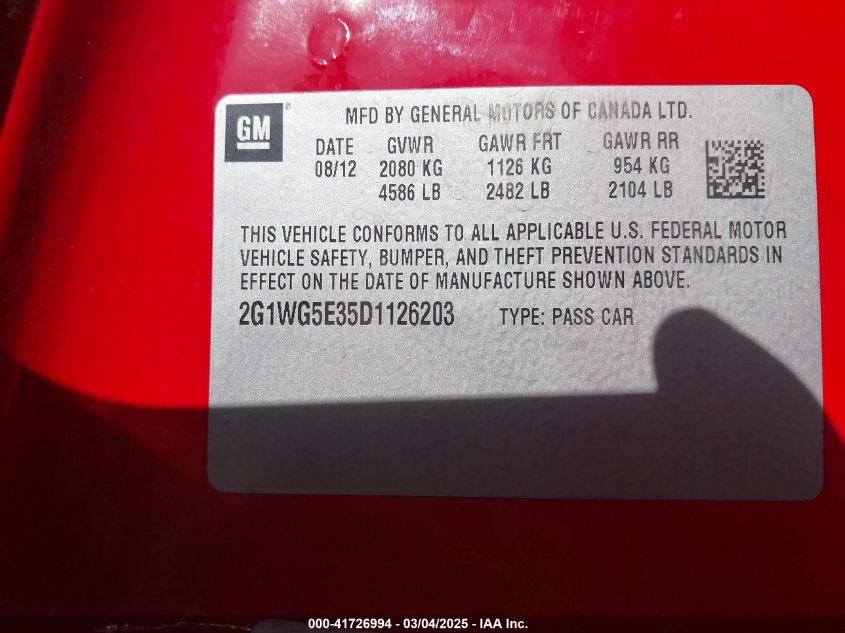 MFD BY GENERAL MOTORS OF CANADA LTD.
GM®
DATE GVWR GAWR FRT GAWR RR
08/12 2080 KG 1126 KG 954 KG
4586 LB 2482 LB 2104 LB
THIS VEHICLE CONFORMS TO ALL APPLICABLE U.S. FEDERAL MOTOR
VEHICLE SAFETY, BUMPER, AND THEFT PREVENTION STANDARDS IN
EFFECT ON THE DATE OF MANUFACTURE SHOWN ABOVE.
2G1WG5E35D1126203 TYPE: PASS CAR
000-41726994 - 03/04/2025 - IAA Inc.